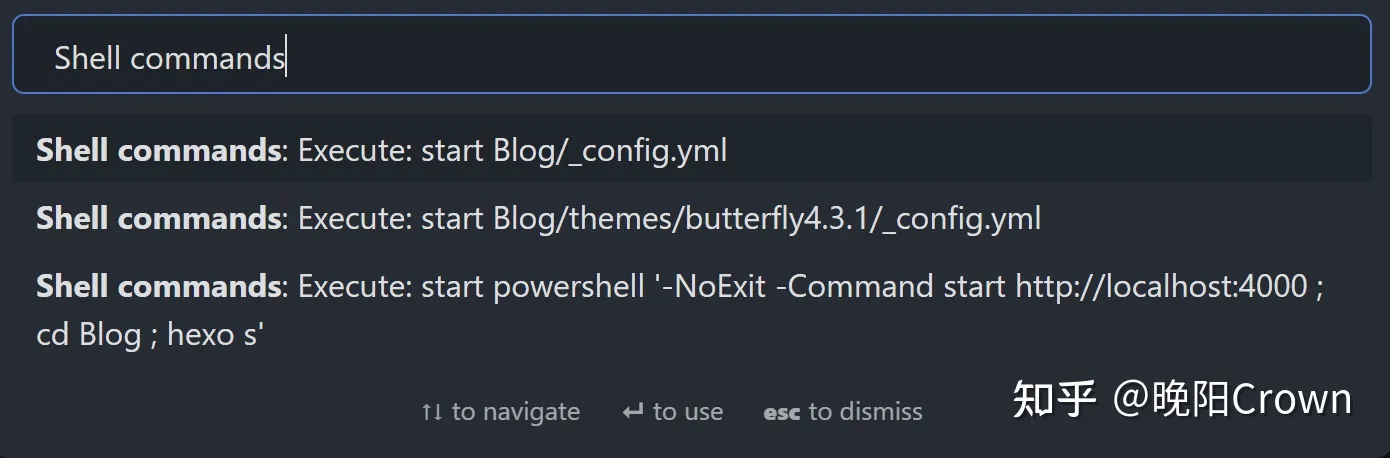 Shell commands
Shell commands: Execute: start Blog/_config.yml
Shell commands: Execute: start Blog/themes/butterfly4.3.1/_config.yml
Shell commands: Execute: start powershell '-NoExit -Command start http://localhost:4000 ;
cd Blog ; hexo s'
↑↓ to navigate ↵ to use esc to dismiss
知乎 @晚阳Crown